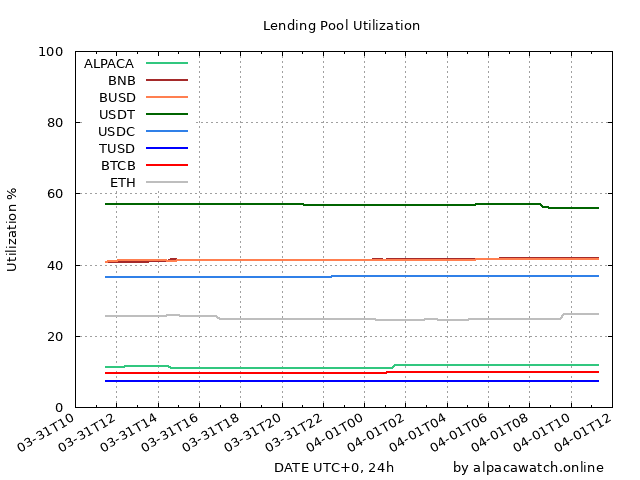 Lending Pool Utilization
100
80
60
40
20
0
Utilization %
ALPACA
BNB
BUSD
USDT
USDC
TUSD
BTCB
ETH
03-31T10
03-31T12
03-31T14
03-31T16
03-31T18
03-31T20
03-31T22
04-01T00
04-01T02
04-01T04
04-01T06
04-01T08
04-01T10
04-01T12
DATE UTC+0, 24h by alpacawatch.online